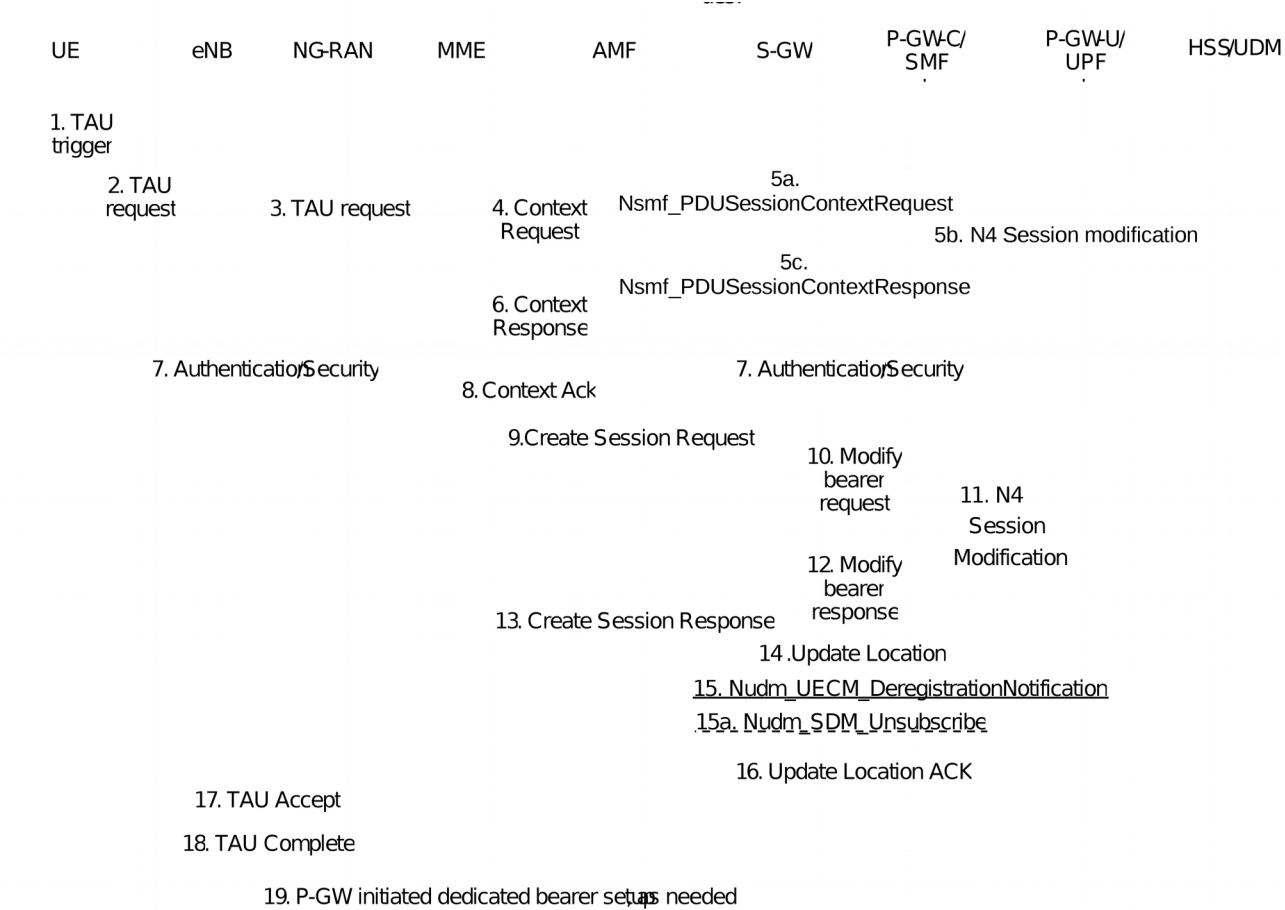 UE
eNB
NG-RAN
MME
AMF
S-GW
P-GW-C/
SMF
P-GW-U/
UPF
HSS/UDM
1. TAU
trigger
2. TAU
request
3. TAU request
4. Context
Request
5a.
Nsmf_PDUSessionContextRequest
5b. N4 Session modification
5c.
Nsmf_PDUSessionContextResponse
6. Context
Response
7. Authentication/Security
7. Authentication/Security
8. Context Ack
9.Create Session Request
10. Modify
bearer
request
11. N4
Session
Modification
12. Modify
bearer
response
13. Create Session Response
14.Update Location
15. Nudm_UECM_DeregistrationNotification
15a. Nudm_SDM_Unsubscribe
16. Update Location ACK
17. TAU Accept
18. TAU Complete
19. P-GW initiated dedicated bearer setup, as needed